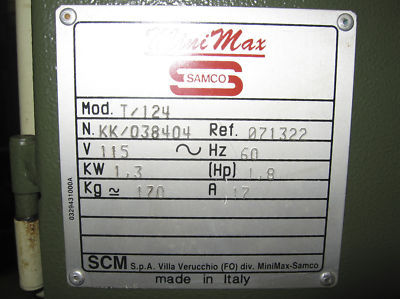 MiniMax
SAMCO
Mod. T/124
N. KK/038404 Ref. 071322
V 115 ~ Hz 60
KW 1,3 (Hp) 1,8
Kg ≃ 170 A 17
SCM S.p.A. Villa Verucchio (FO) div. MiniMax-Samco
made in Italy
0329431000A